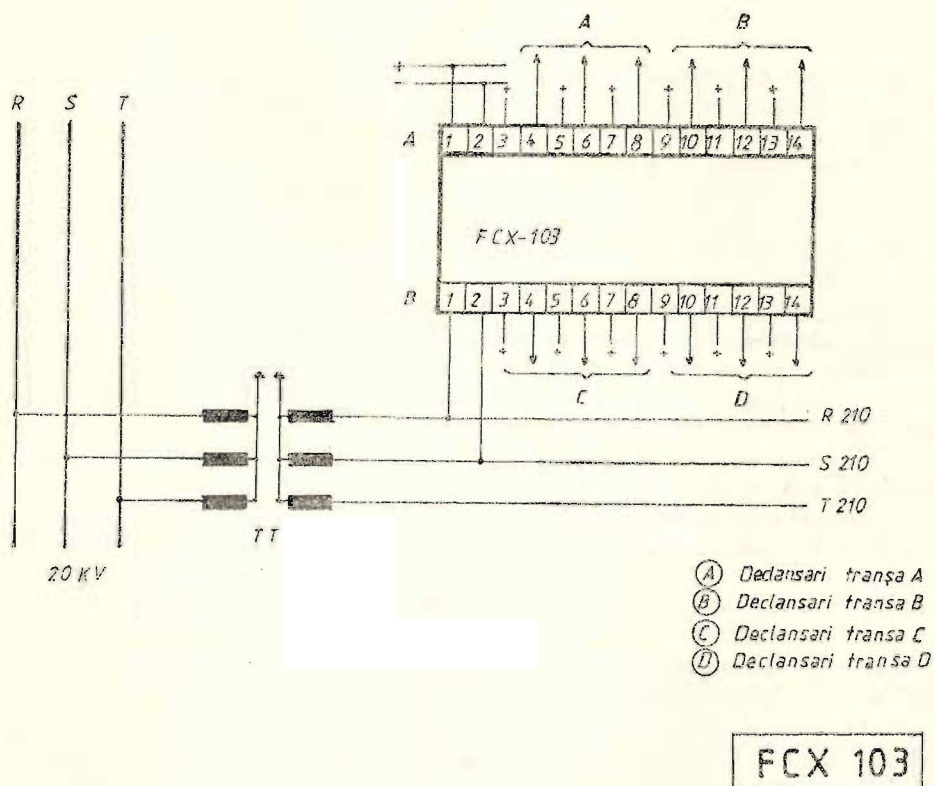 A B
+
−
+ + + + + +
R S T
A 1 2 3 4 5 6 7 8 9 10 11 12 13 14
FCX-103
B 1 2 3 4 5 6 7 8 9 10 11 12 13 14
+ + + + + +
C D
R 210
S 210
T 210
TT
20 KV
A Declansari tranşa A
B Declansari transa B
C Declansari transa C
D Declansari transa D
FCX 103